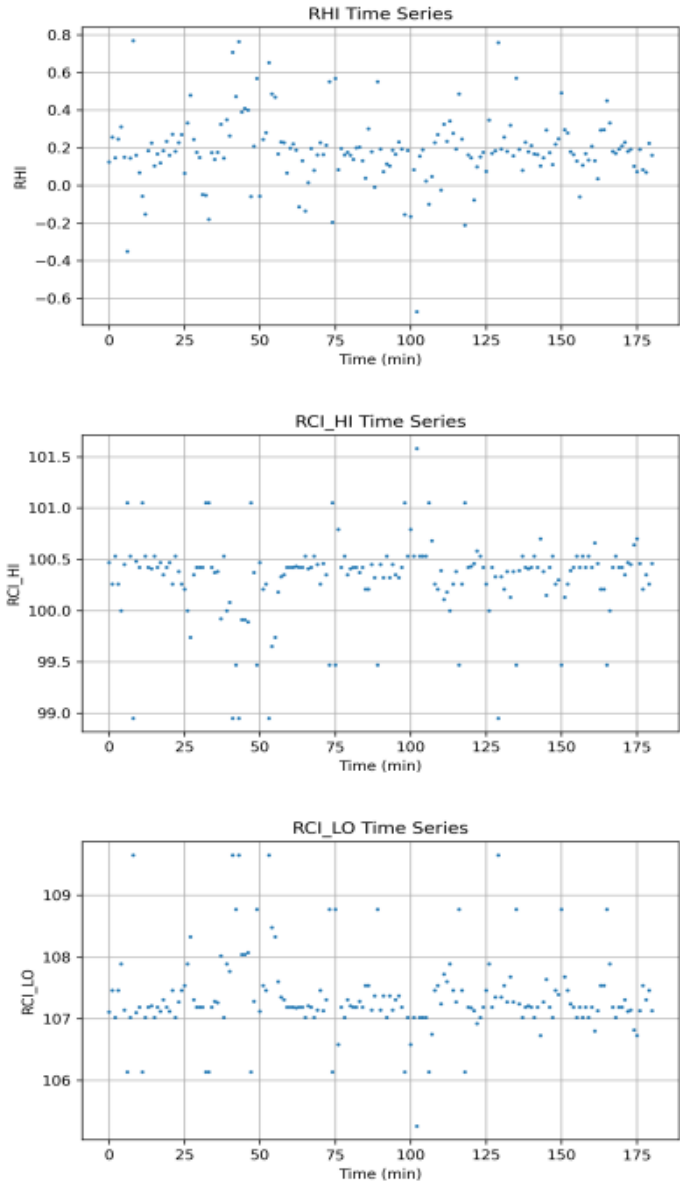 RHI Time Series
0.8
0.6
0.4
0.2
0.0
−0.2
−0.4
−0.6
RHI
0 25 50 75 100 125 150 175
Time (min)
RCI_HI Time Series
101.5
101.0
100.5
100.0
99.5
99.0
RCI_HI
0 25 50 75 100 125 150 175
Time (min)
RCI_LO Time Series
109
108
107
106
RCI_LO
0 25 50 75 100 125 150 175
Time (min)